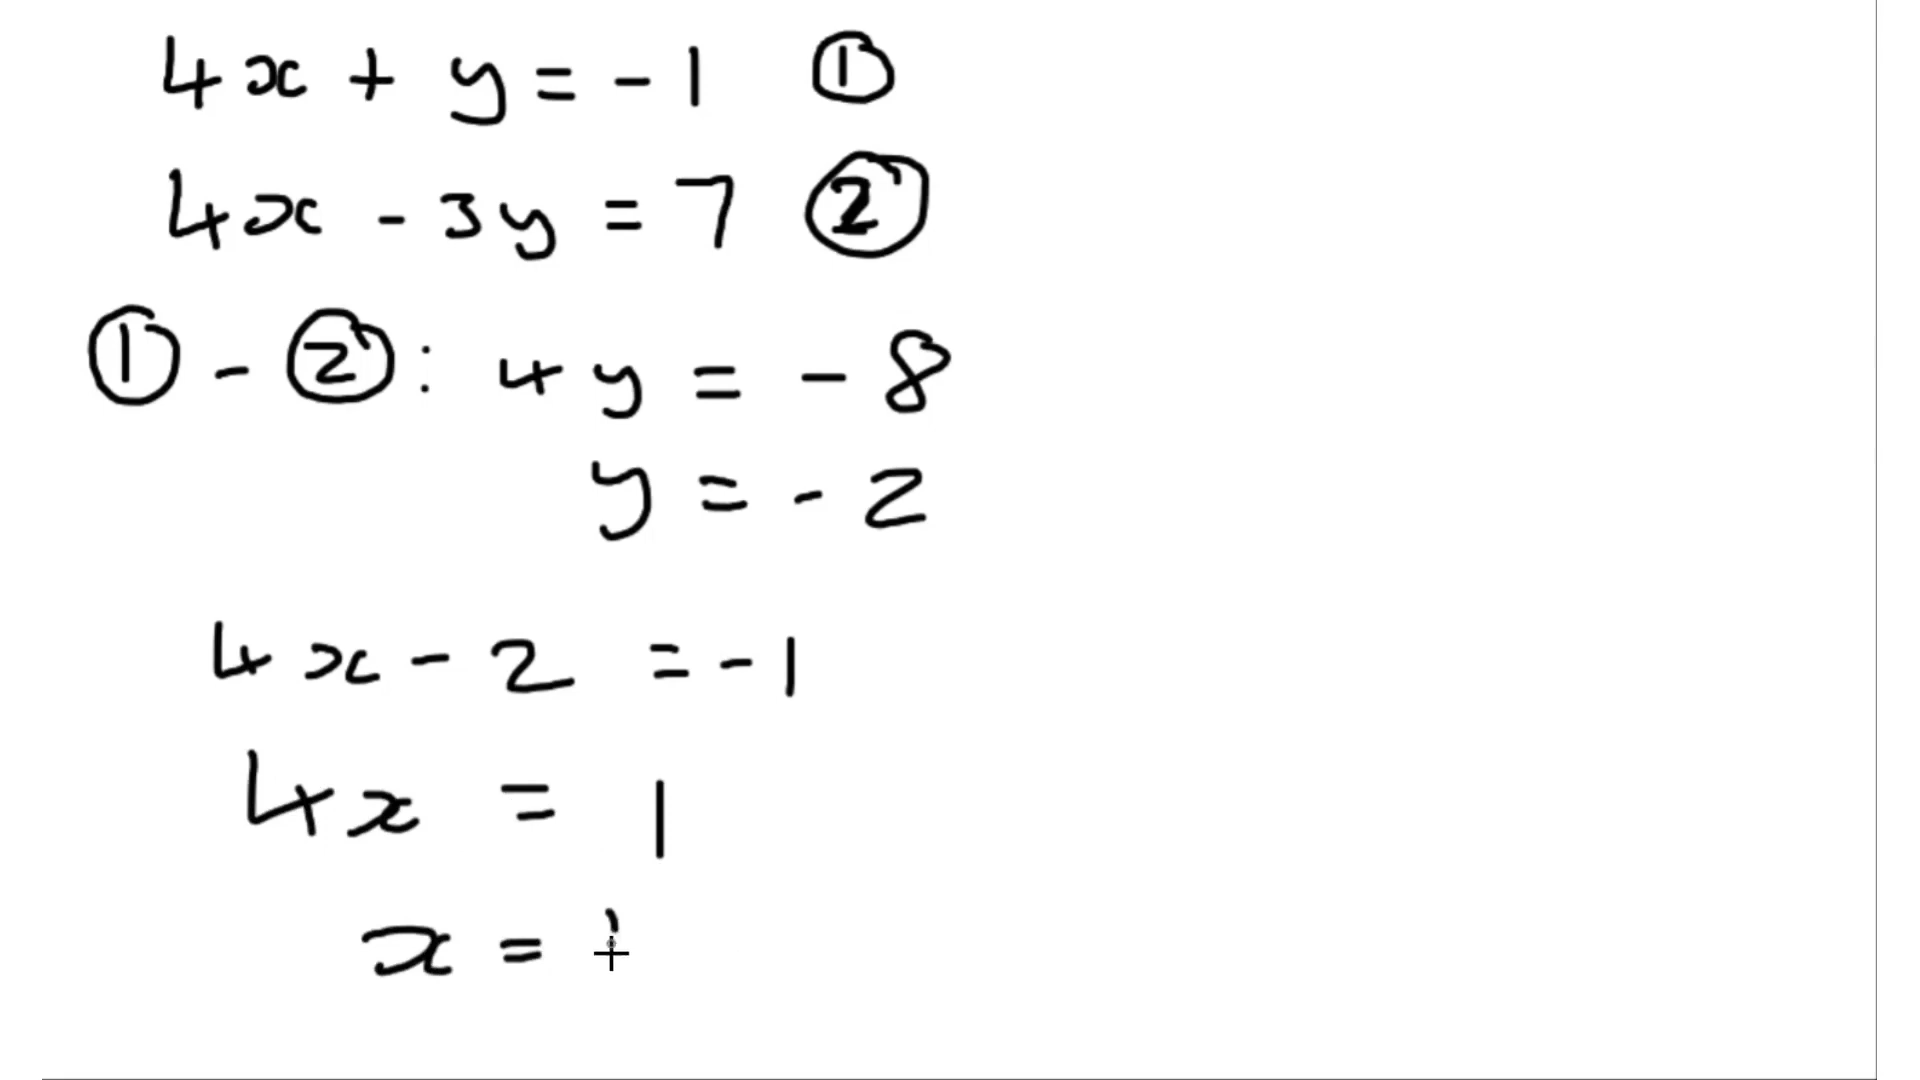 4x + y = -1 ①
4x - 3y = 7 ②
① - ② : 4y = -8
y = -2
4x - 2 = -1
4x = 1
x =